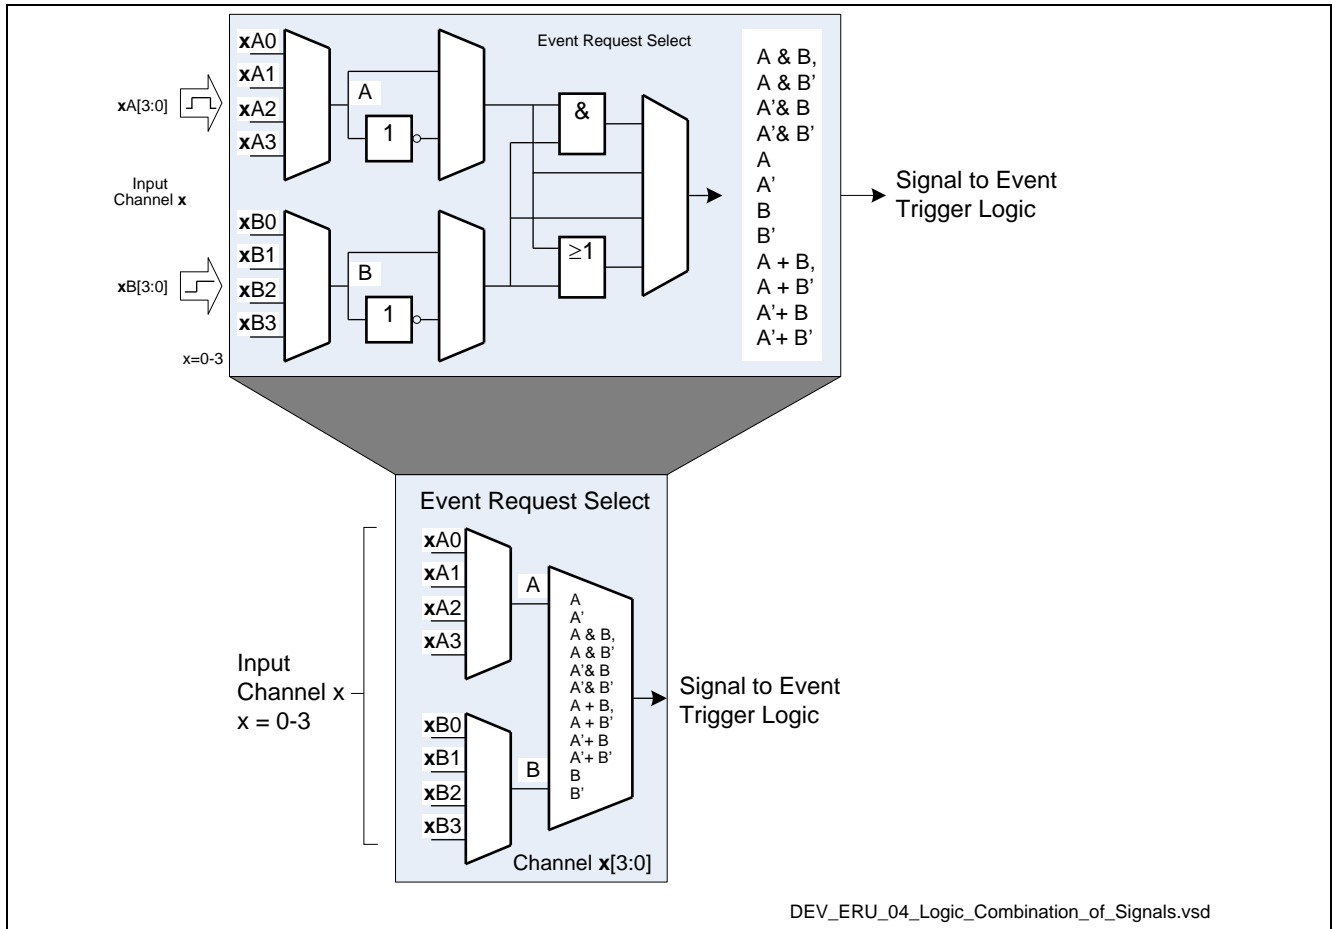 Event Request Select
xA0
xA1
xA2
xA3
A
1
xA[3:0]
Input
Channel x
xB0
xB1
xB2
xB3
B
1
xB[3:0]
x=0-3
&
≥1
A & B,
A & B’
A’& B
A’& B’
A
A’
B
B’
A + B,
A + B’
A’+ B
A’+ B’
Signal to Event
Trigger Logic
Event Request Select
xA0
xA1
xA2
xA3
A
xB0
xB1
xB2
xB3
B
Input
Channel x
x = 0-3
A
A’
A & B,
A & B’
A’& B
A’& B’
A + B,
A + B’
A’+ B
A’+ B’
B
B’
Signal to Event
Trigger Logic
Channel x[3:0]
DEV_ERU_04_Logic_Combination_of_Signals.vsd